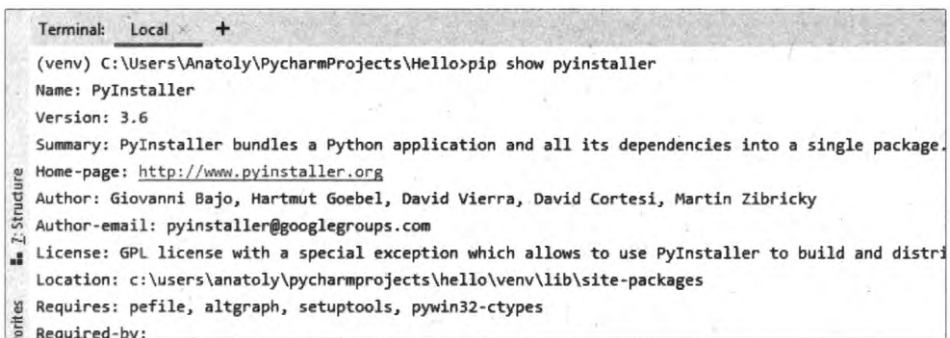 Terminal: Local × +
(venv) C:\Users\Anatoly\PycharmProjects\Hello>pip show pyinstaller
Name: PyInstaller
Version: 3.6
Summary: PyInstaller bundles a Python application and all its dependencies into a single package.
Home-page: http://www.pyinstaller.org
Author: Giovanni Bajo, Hartmut Goebel, David Vierra, David Cortesi, Martin Zibricky
Author-email: pyinstaller@googlegroups.com
License: GPL license with a special exception which allows to use PyInstaller to build and distri
Location: c:\users\anatoly\pycharmprojects\hello\venv\lib\site-packages
Requires: pefile, altgraph, setuptools, pywin32-ctypes
Required-by:
7: Structure
orites